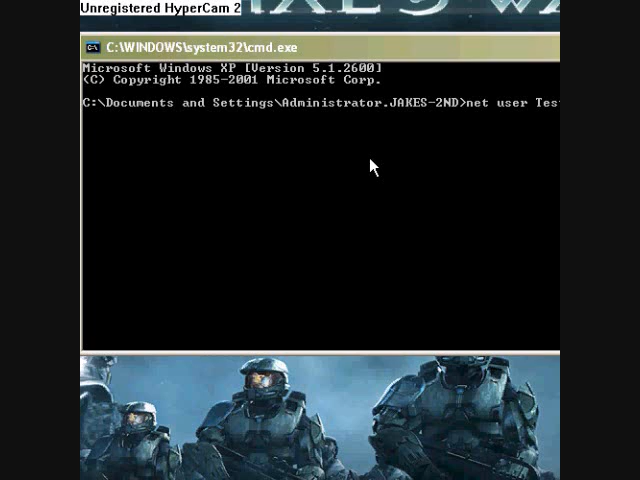 Unregistered HyperCam 2
C:\WINDOWS\system32\cmd.exe
Microsoft Windows XP [Version 5.1.2600]
(C) Copyright 1985-2001 Microsoft Corp.
C:\Documents and Settings\Administrator.JAKES-2ND>net user Tes